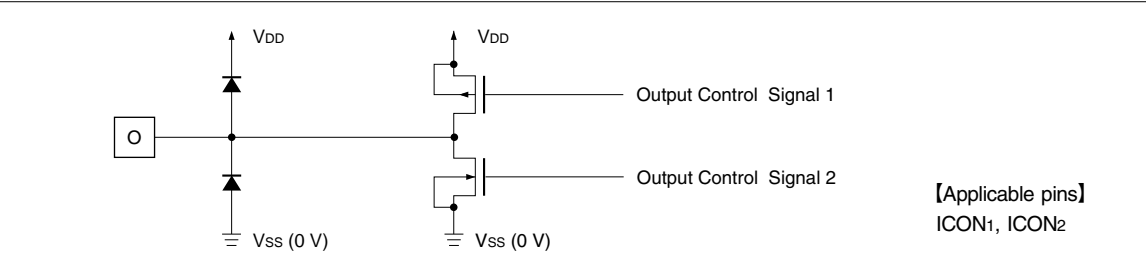 VDD VDD
Output Control Signal 1
O
Output Control Signal 2
【Applicable pins】
ICON1, ICON2
VSS (0 V) VSS (0 V)